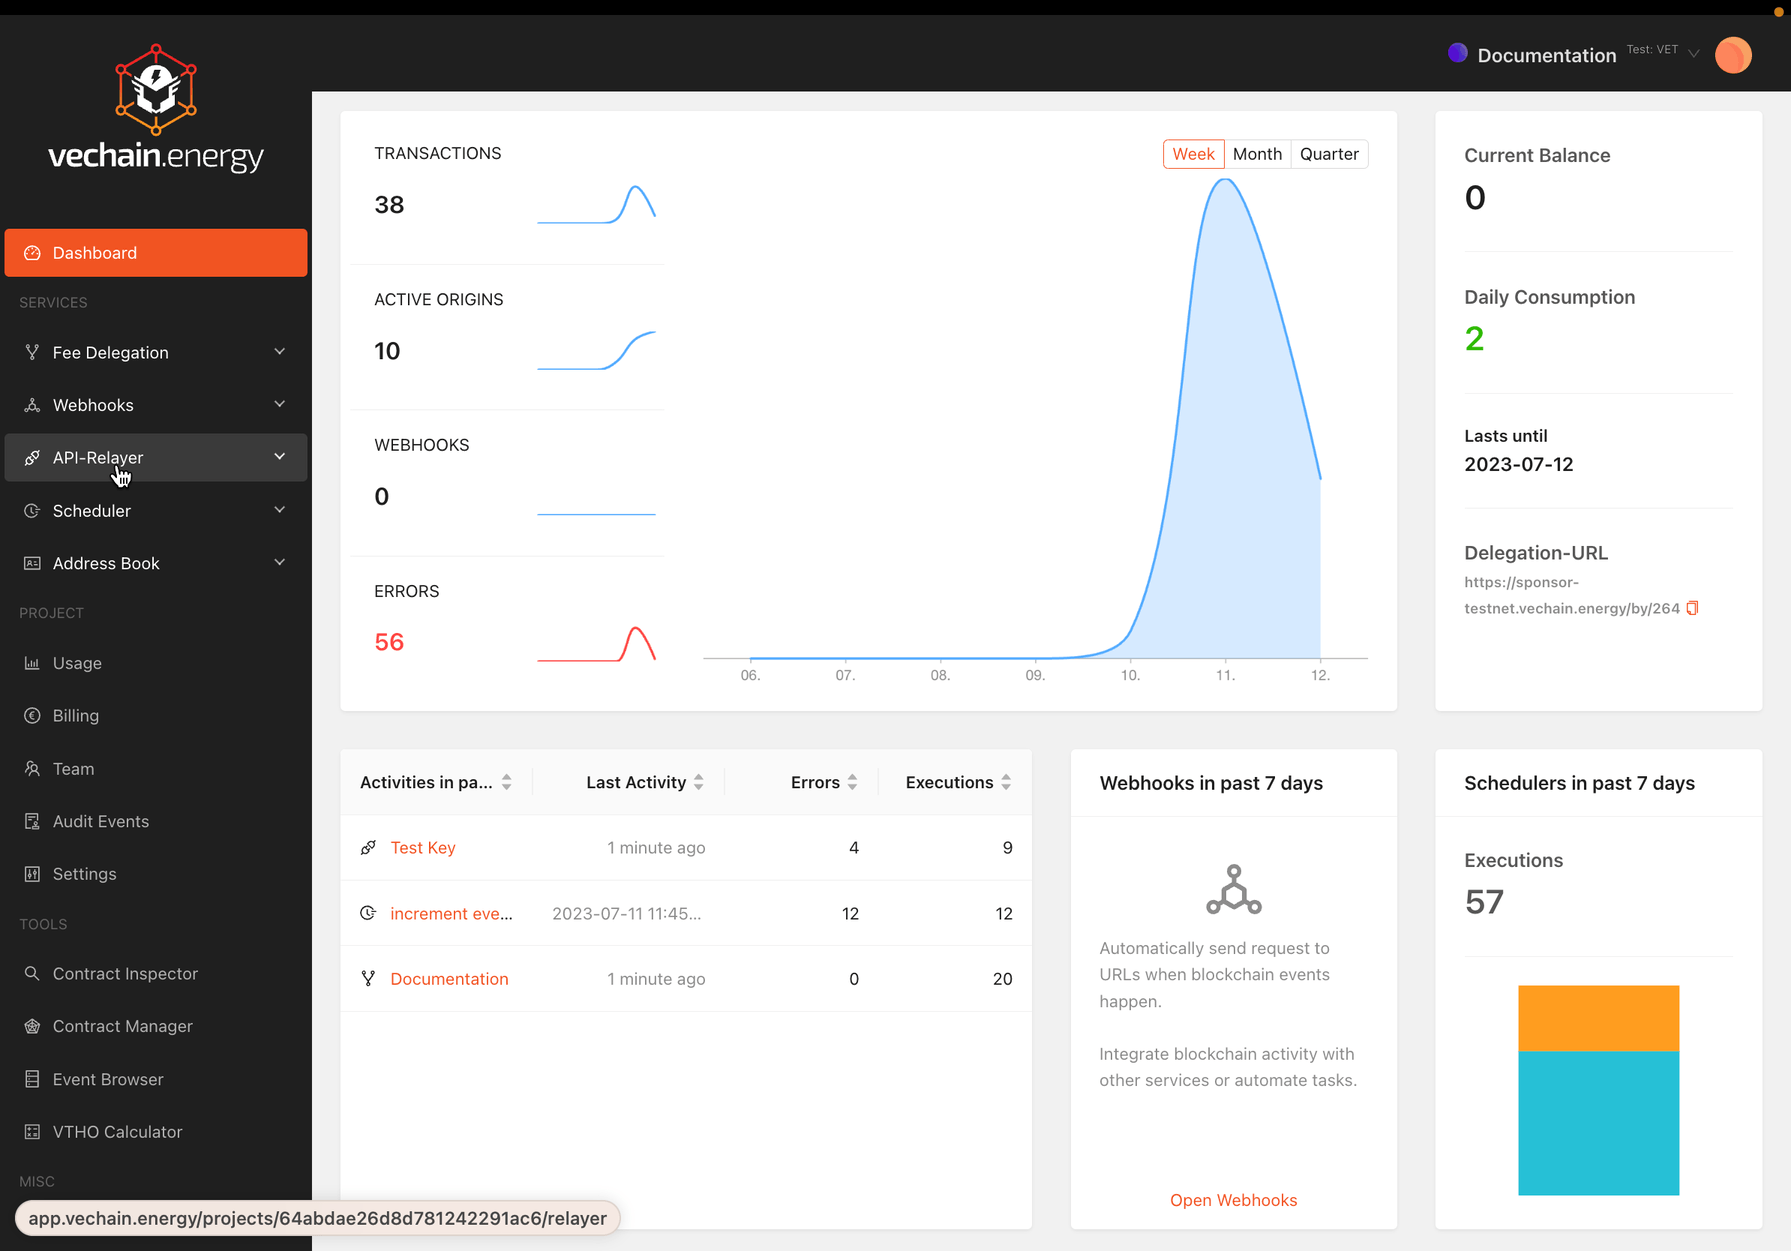 vechain.energy
Dashboard
SERVICES
Fee Delegation
Webhooks
API-Relayer
Scheduler
Address Book
PROJECT
Usage
Billing
Team
Audit Events
Settings
TOOLS
Contract Inspector
Contract Manager
Event Browser
VTHO Calculator
MISC
app.vechain.energy/projects/64abdae26d8d781242291ac6/relayer
Documentation Test: VET
TRANSACTIONS
38
ACTIVE ORIGINS
10
WEBHOOKS
0
ERRORS
56
Week Month Quarter
06. 07. 08. 09. 10. 11. 12.
Current Balance
0
Daily Consumption
2
Lasts until
2023-07-12
Delegation-URL
https://sponsor-
testnet.vechain.energy/by/264
Activities in pa... Last Activity Errors Executions
Test Key 1 minute ago 4 9
increment eve... 2023-07-11 11:45... 12 12
Documentation 1 minute ago 0 20
Webhooks in past 7 days
Automatically send request to
URLs when blockchain events
happen.
Integrate blockchain activity with
other services or automate tasks.
Open Webhooks
Schedulers in past 7 days
Executions
57